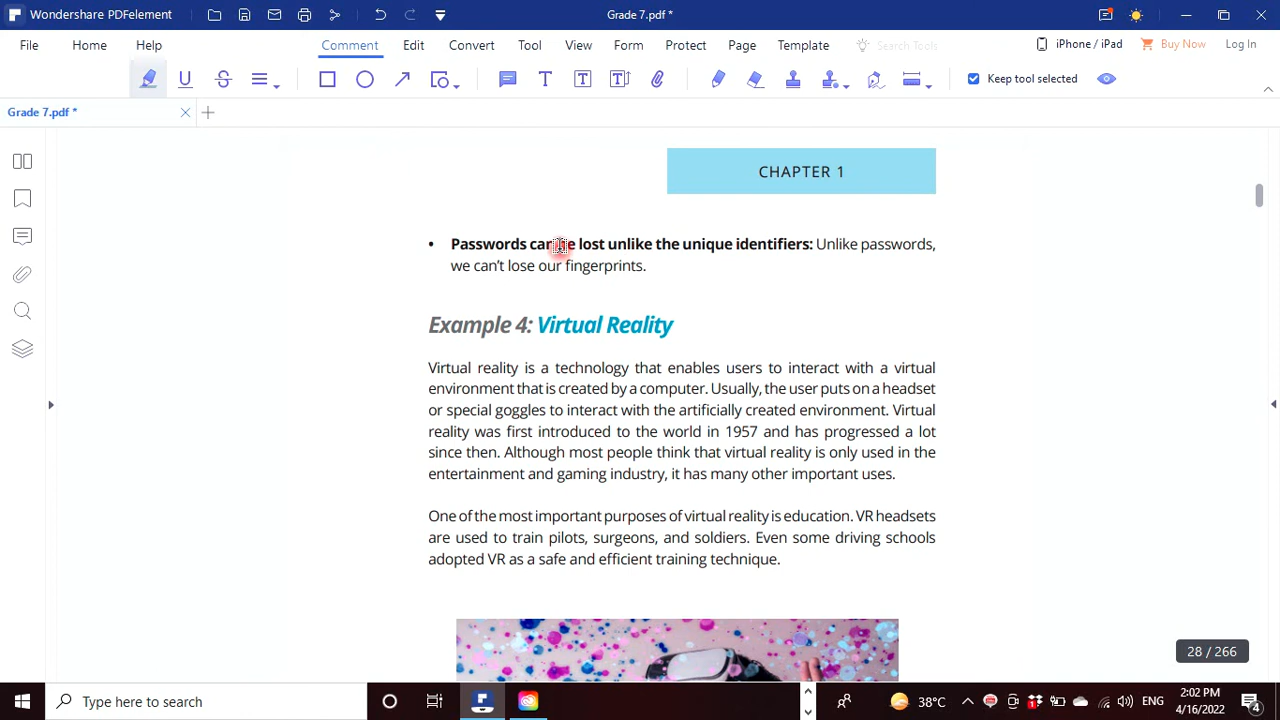 Wondershare PDFelement
Grade 7.pdf *
File Home Help Comment Edit Convert Tool View Form Protect Page Template Search Tools iPhone / iPad Buy Now Log In
Keep tool selected
Grade 7.pdf *
CHAPTER 1
• Passwords can be lost unlike the unique identifiers: Unlike passwords,
we can't lose our fingerprints.
Example 4: Virtual Reality
Virtual reality is a technology that enables users to interact with a virtual
environment that is created by a computer. Usually, the user puts on a headset
or special goggles to interact with the artificially created environment. Virtual
reality was first introduced to the world in 1957 and has progressed a lot
since then. Although most people think that virtual reality is only used in the
entertainment and gaming industry, it has many other important uses.
One of the most important purposes of virtual reality is education. VR headsets
are used to train pilots, surgeons, and soldiers. Even some driving schools
adopted VR as a safe and efficient training technique.
28 / 266
Type here to search
38°C
ENG
2:02 PM
4/16/2022
4